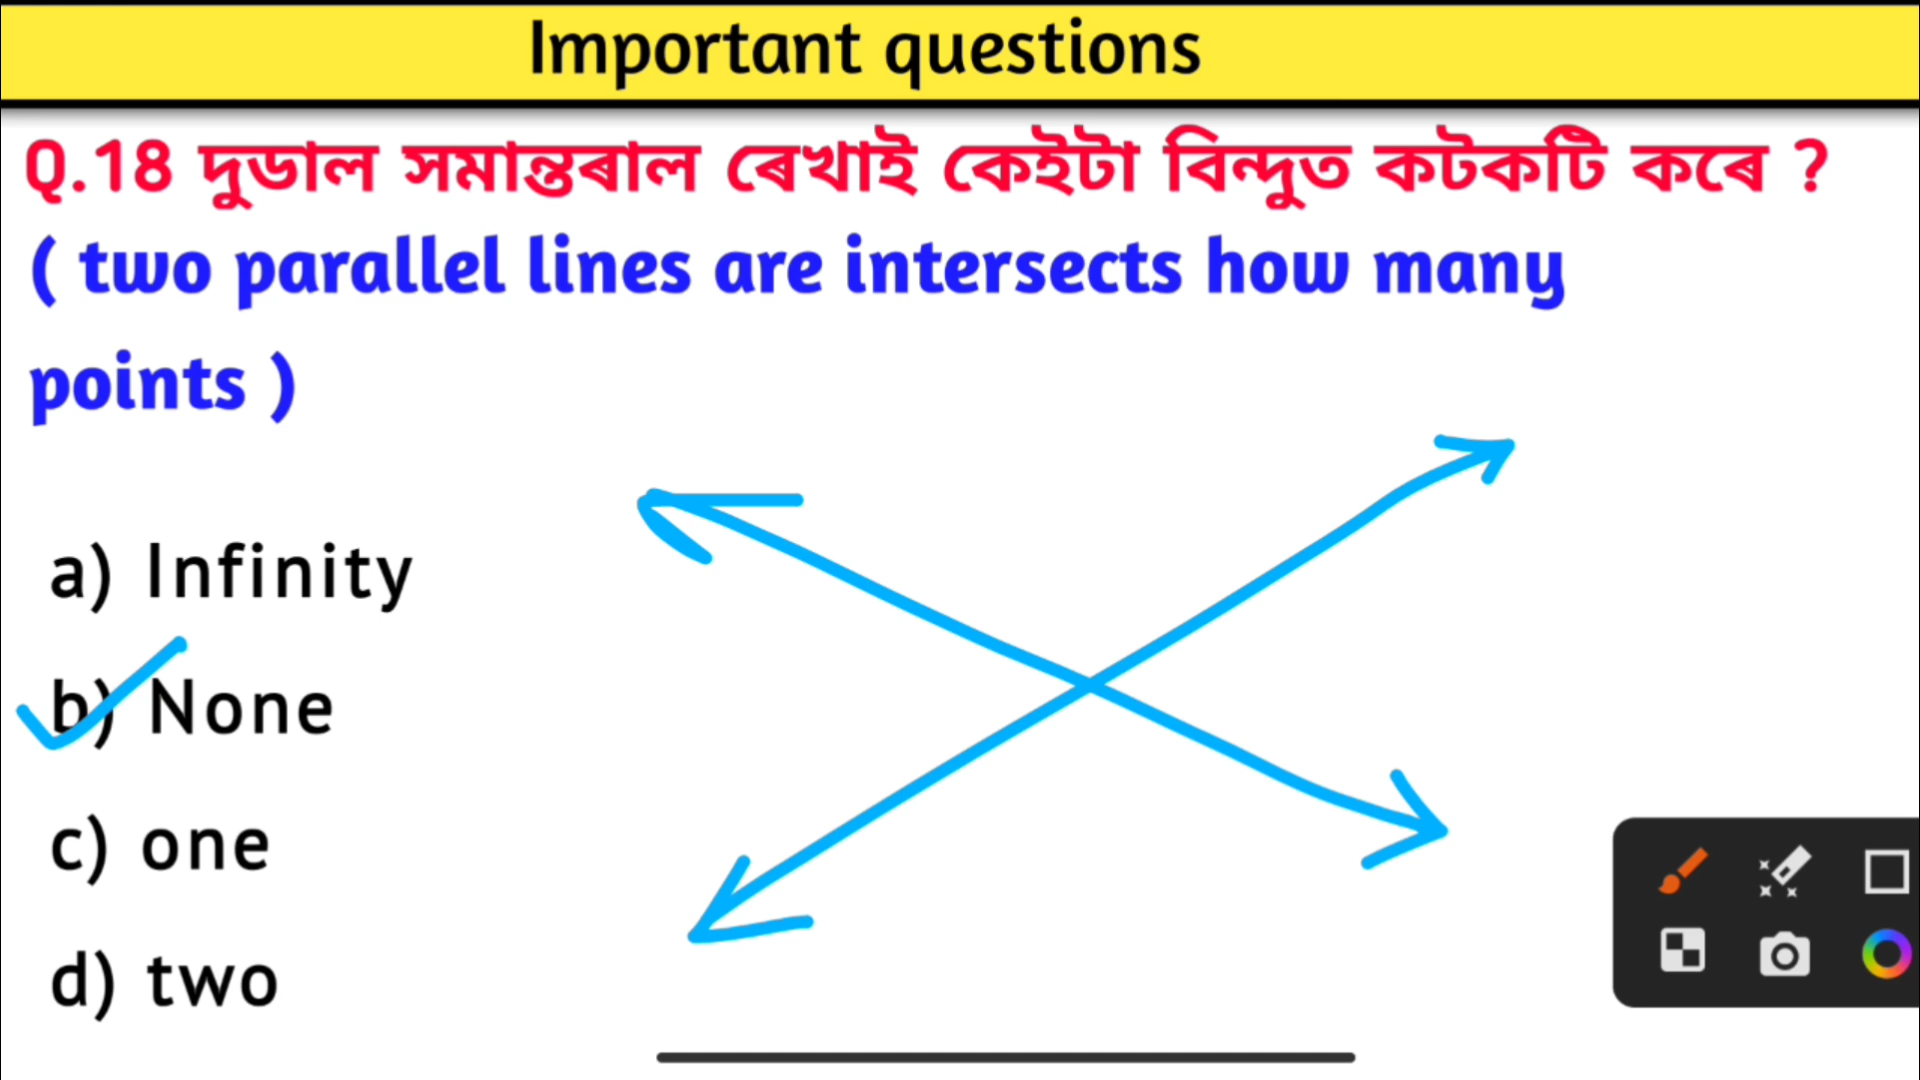 Important questions
Q.18 দুডাল সমান্তৰাল ৰেখাই কেইটা বিন্দুত কটকটি কৰে ?
( two parallel lines are intersects how many
points )
a) Infinity
b) None
c) one
d) two